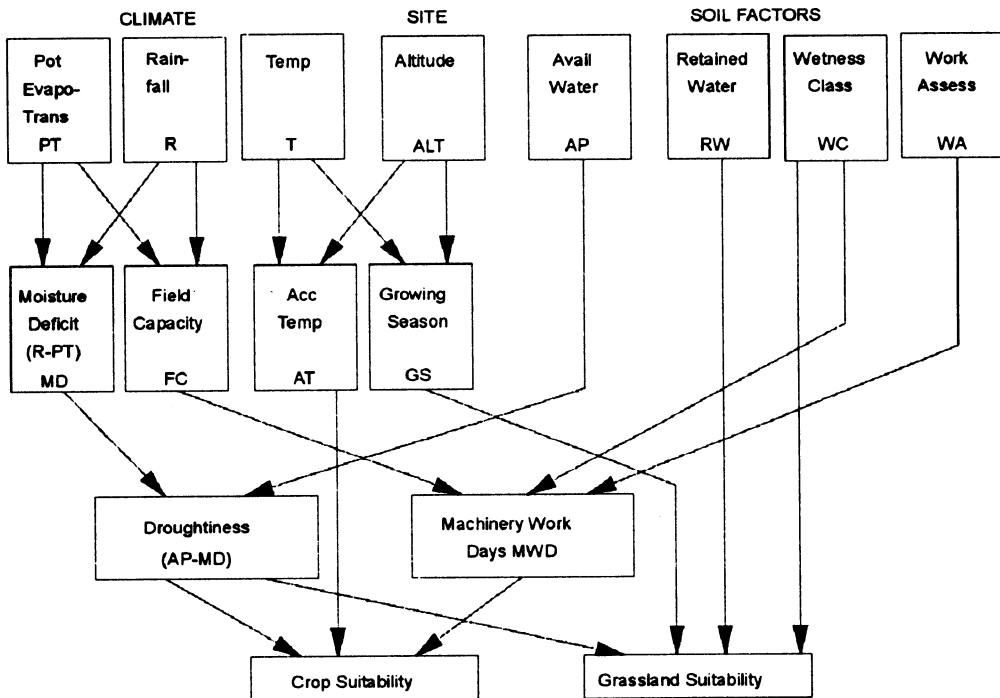 CLIMATE
SITE
SOIL FACTORS
Pot
Evapo-
Trans
PT
Rain-
fall
R
Temp
T
Altitude
ALT
Avail
Water
AP
Retained
Water
RW
Wetness
Class
WC
Work
Assess
WA
Moisture
Deficit
(R-PT)
MD
Field
Capacity
FC
Acc
Temp
AT
Growing
Season
GS
Droughtiness
(AP-MD)
Machinery Work
Days MWD
Crop Suitability
Grassland Suitability